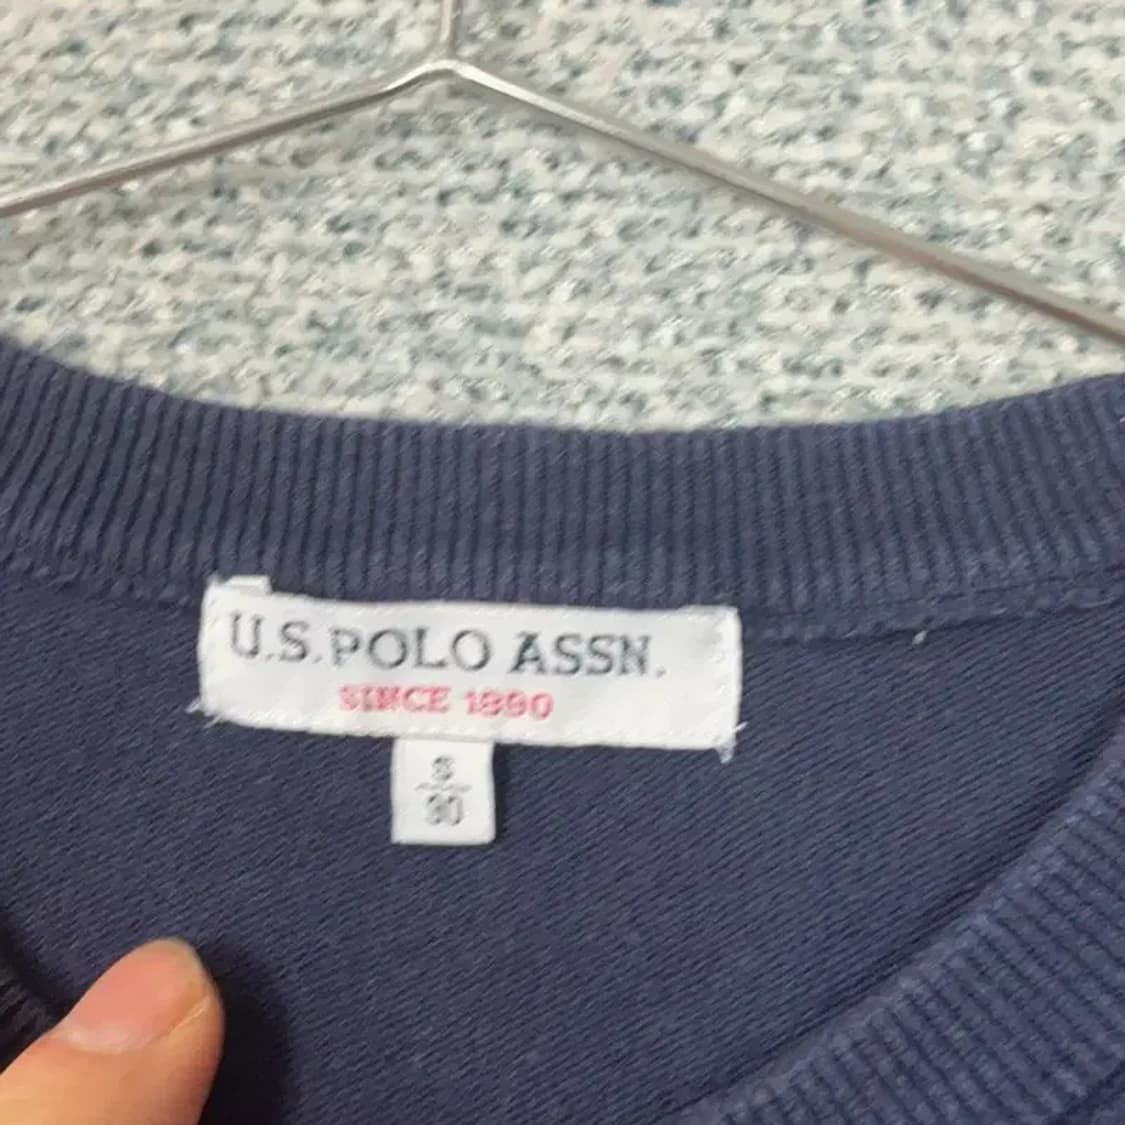 U.S. POLO ASSN.
SINCE 1890
S
90